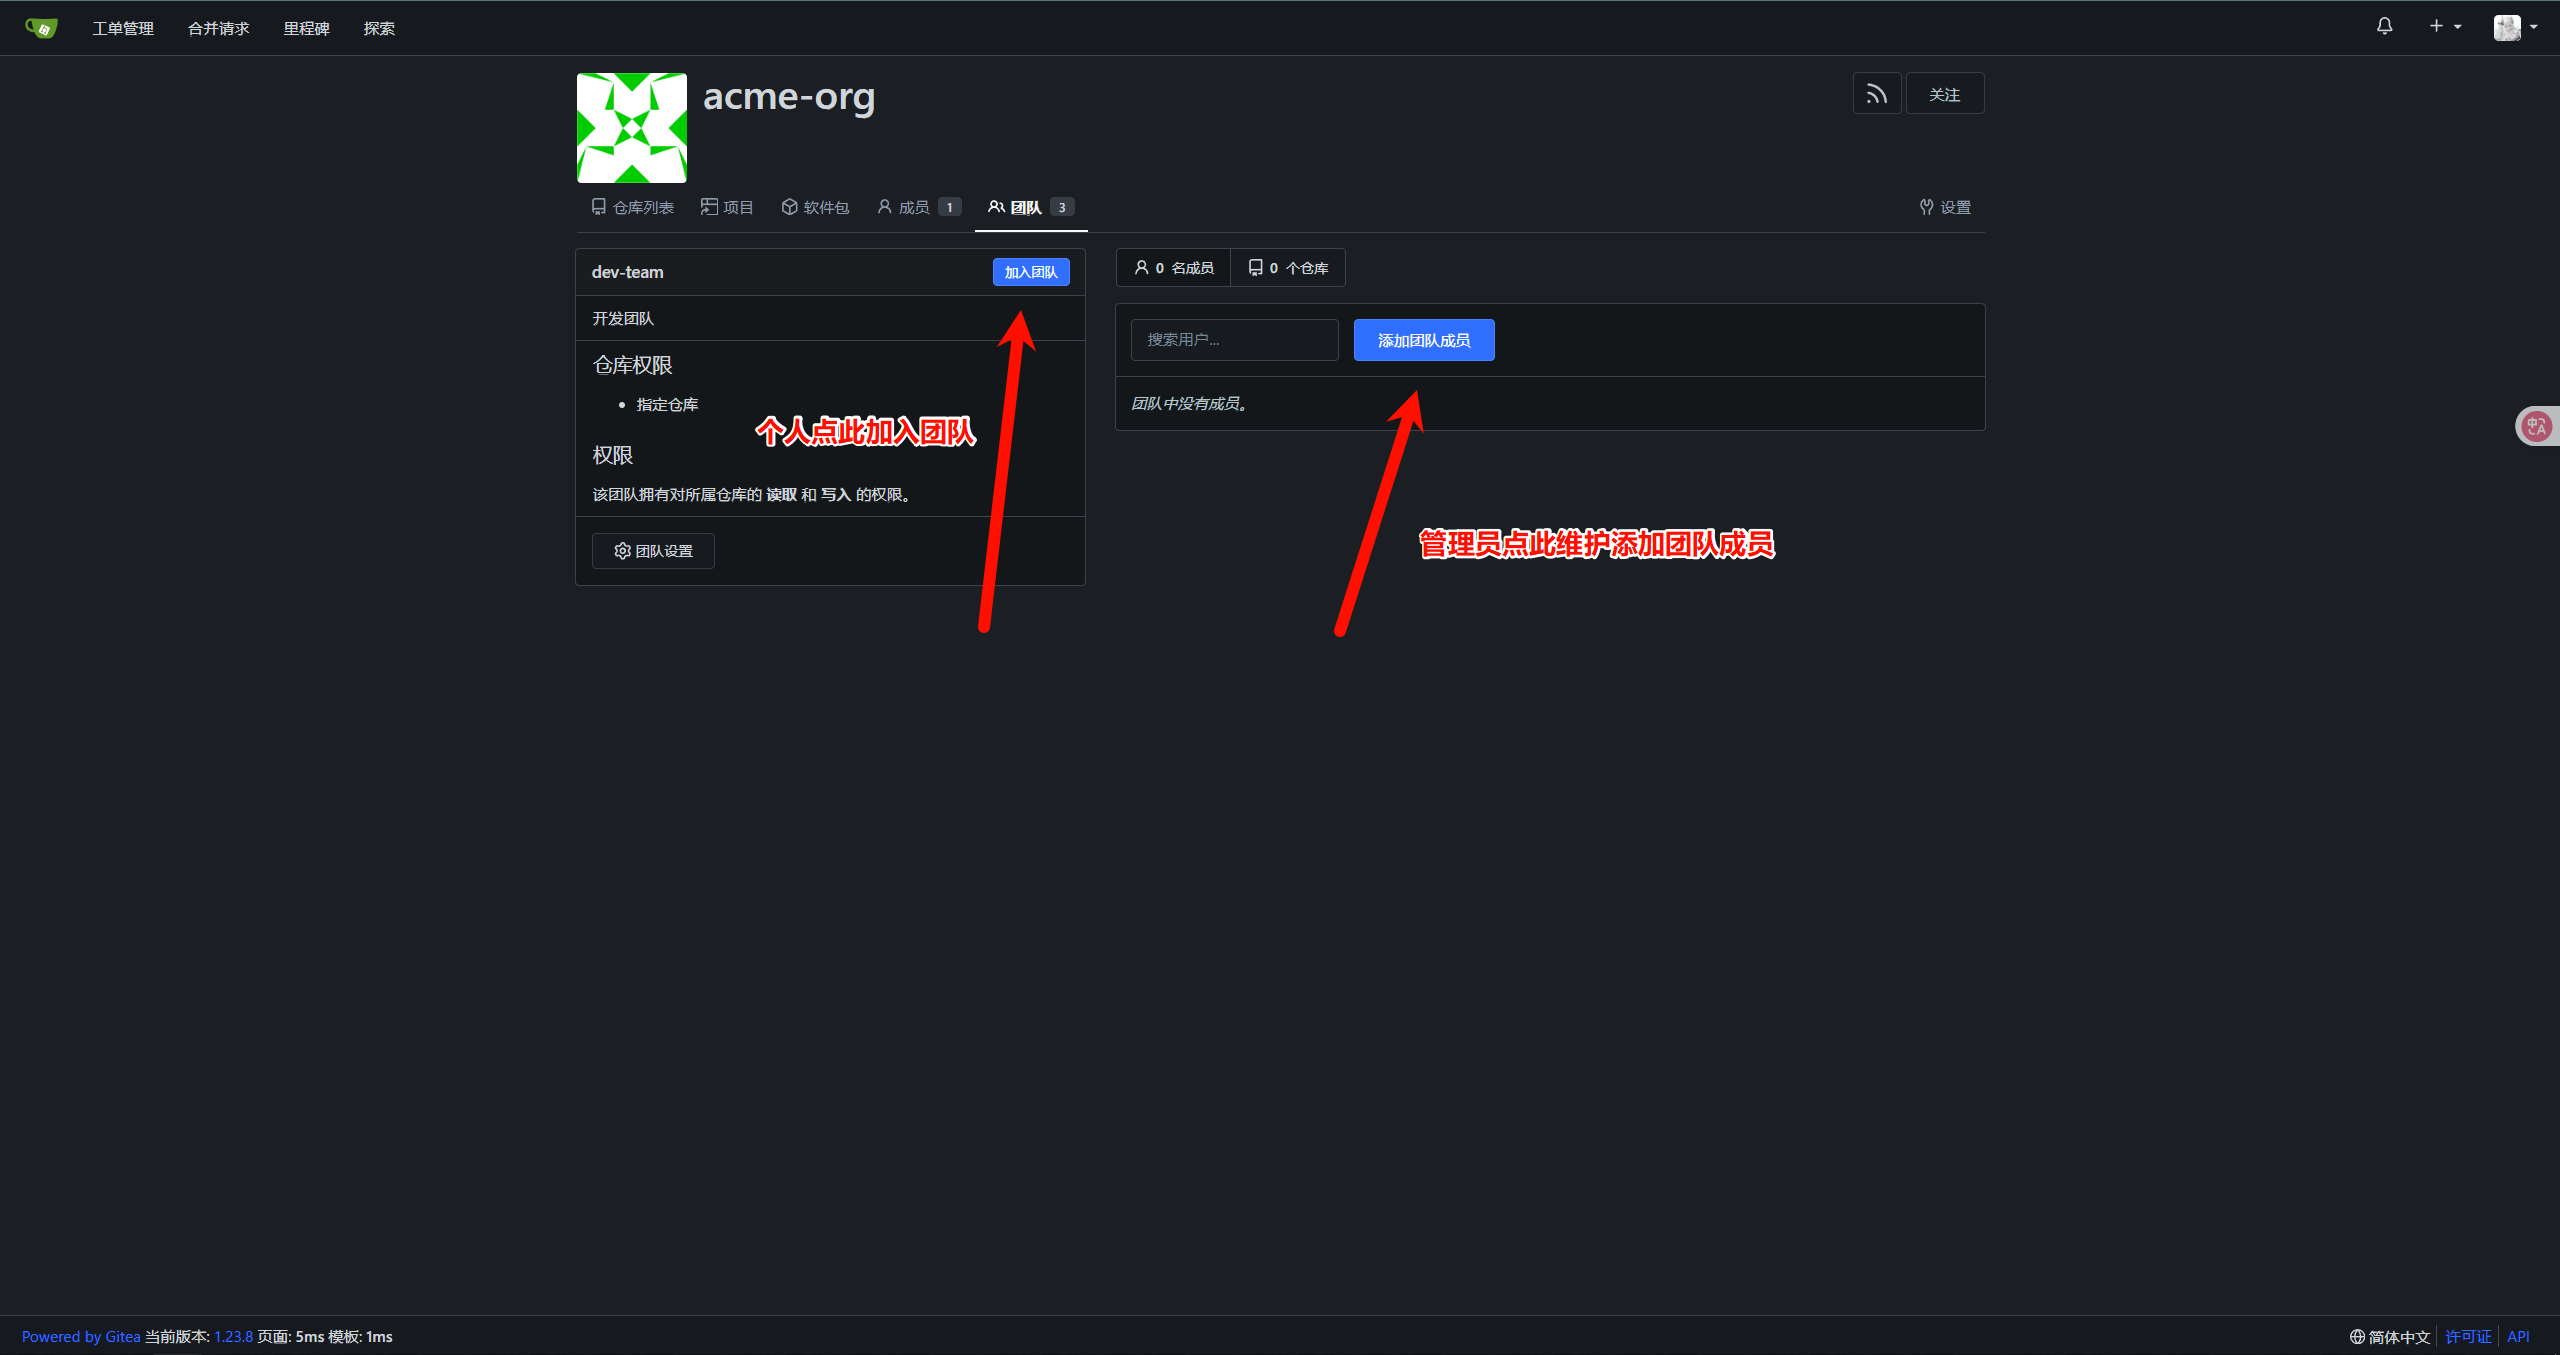 工单管理 合并请求 里程碑 探索
acme-org
关注
仓库列表 项目 软件包 成员 1 团队 3 设置
dev-team 加入团队
开发团队
仓库权限
指定仓库
权限
该团队拥有对所属仓库的 读取 和 写入 的权限。
团队设置
个人点此加入团队
0 名成员 0 个仓库
搜索用户... 添加团队成员
团队中没有成员。
管理员点此维护添加团队成员
中A
Powered by Gitea 当前版本: 1.23.8 页面: 5ms 模板: 1ms
简体中文 许可证 API